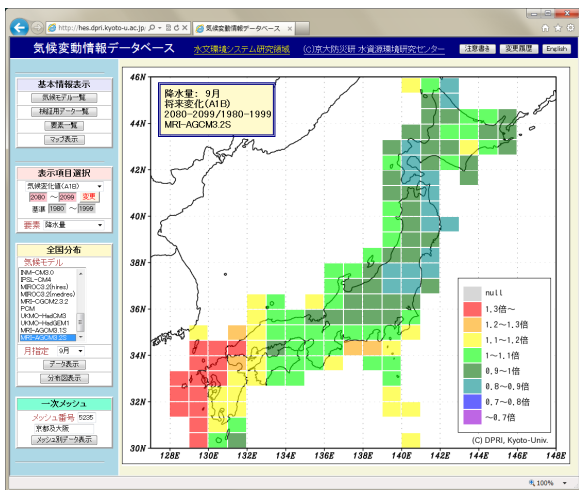 http://hes.dpri.kyoto-u.ac.jp
気候変動情報データベース
気候変動情報データベース
水文環境システム研究領域
(c)京大防災研 水資源環境研究センター
注意書き
変更履歴
English
基本情報表示
気候モデル一覧
検証用データ一覧
要素一覧
マップ表示
表示項目選択
気候変化値(A1B)
2080 ～ 2099 変更
基準 1980 ～ 1999
要素 降水量
全国分布
気候モデル
INM-CM3.0
IPSL-CM4
MIROC3.2(hires)
MIROC3.2(medres)
MRI-CGCM2.3.2
PCM
UKMO-HadCM3
UKMO-HadGEM1
MRI-AGCM3.1S
MRI-AGCM3.2S
月指定 9月
データ表示
分布図表示
一次メッシュ
メッシュ番号 5235
京都及大阪
メッシュ別データ表示
降水量: 9月
将来変化(A1B)
2080-2099/1980-1999
MRI-AGCM3.2S
46N
44N
42N
40N
38N
36N
34N
32N
30N
128E 130E 132E 134E 136E 138E 140E 142E 144E 146E 148E
null
1.3倍～
1.2～1.3倍
1.1～1.2倍
1～1.1倍
0.9～1倍
0.8～0.9倍
0.7～0.8倍
～0.7倍
(C) DPRI, Kyoto-Univ.
100%